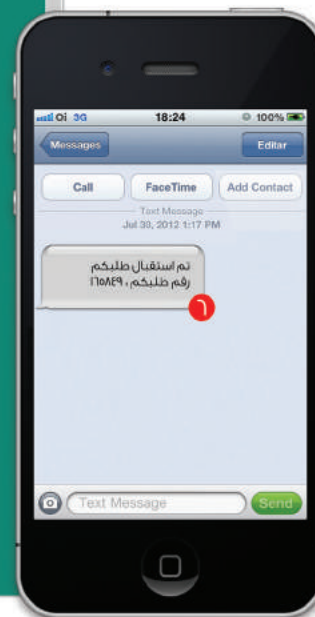 Oi 3G 18:24 100%
Messages
Editar
Call
FaceTime
Add Contact
Text Message
Jul 30, 2012 1:17 PM
تم استقبال طلبكم
رقم طلبكم ، ١٦٥٨٤٩
٦
Text Message
Send